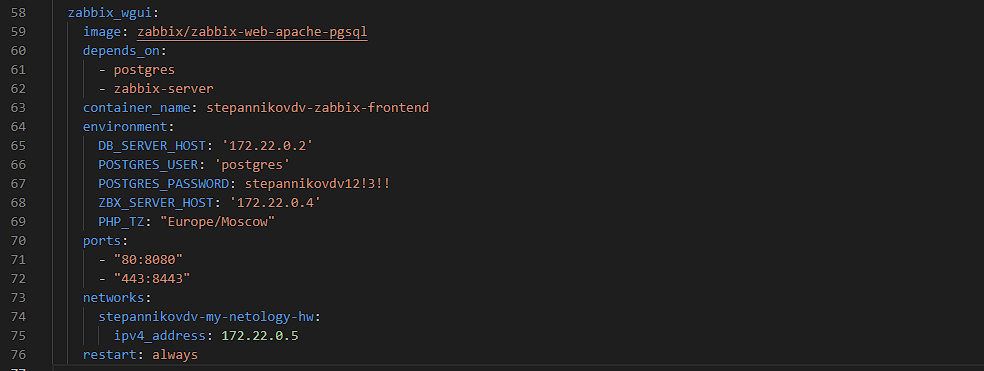 58 zabbix_wgui:
59 image: zabbix/zabbix-web-apache-pgsql
60 depends_on:
61 - postgres
62 - zabbix-server
63 container_name: stepannikovdv-zabbix-frontend
64 environment:
65 DB_SERVER_HOST: '172.22.0.2'
66 POSTGRES_USER: 'postgres'
67 POSTGRES_PASSWORD: stepannikovdv12!3!!
68 ZBX_SERVER_HOST: '172.22.0.4'
69 PHP_TZ: "Europe/Moscow"
70 ports:
71 - "80:8080"
72 - "443:8443"
73 networks:
74 stepannikovdv-my-netology-hw:
75 ipv4_address: 172.22.0.5
76 restart: always
77